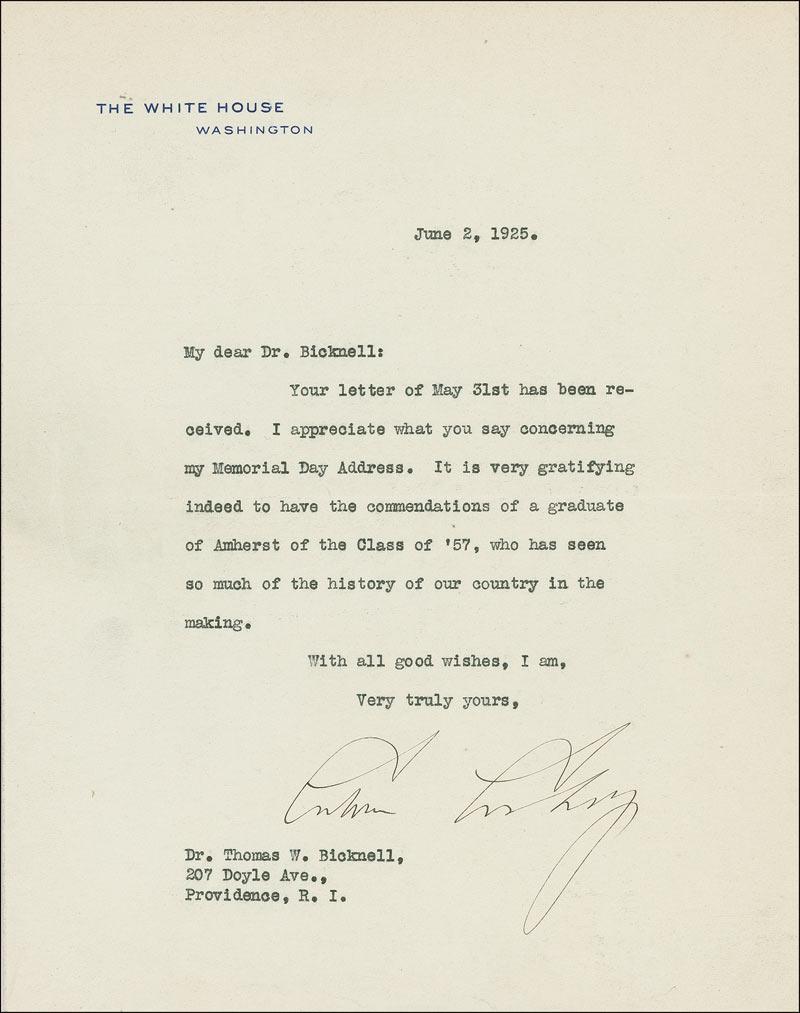 THE WHITE HOUSE
WASHINGTON
June 2, 1925.
My dear Dr. Bicknell:
Your letter of May 31st has been re-
ceived. I appreciate what you say concerning
my Memorial Day Address. It is very gratifying
indeed to have the commendations of a graduate
of Amherst of the Class of '57, who has seen
so much of the history of our country in the
making.
With all good wishes, I am,
Very truly yours,
Calvin Coolidge
Dr. Thomas W. Bicknell,
207 Doyle Ave.,
Providence, R. I.